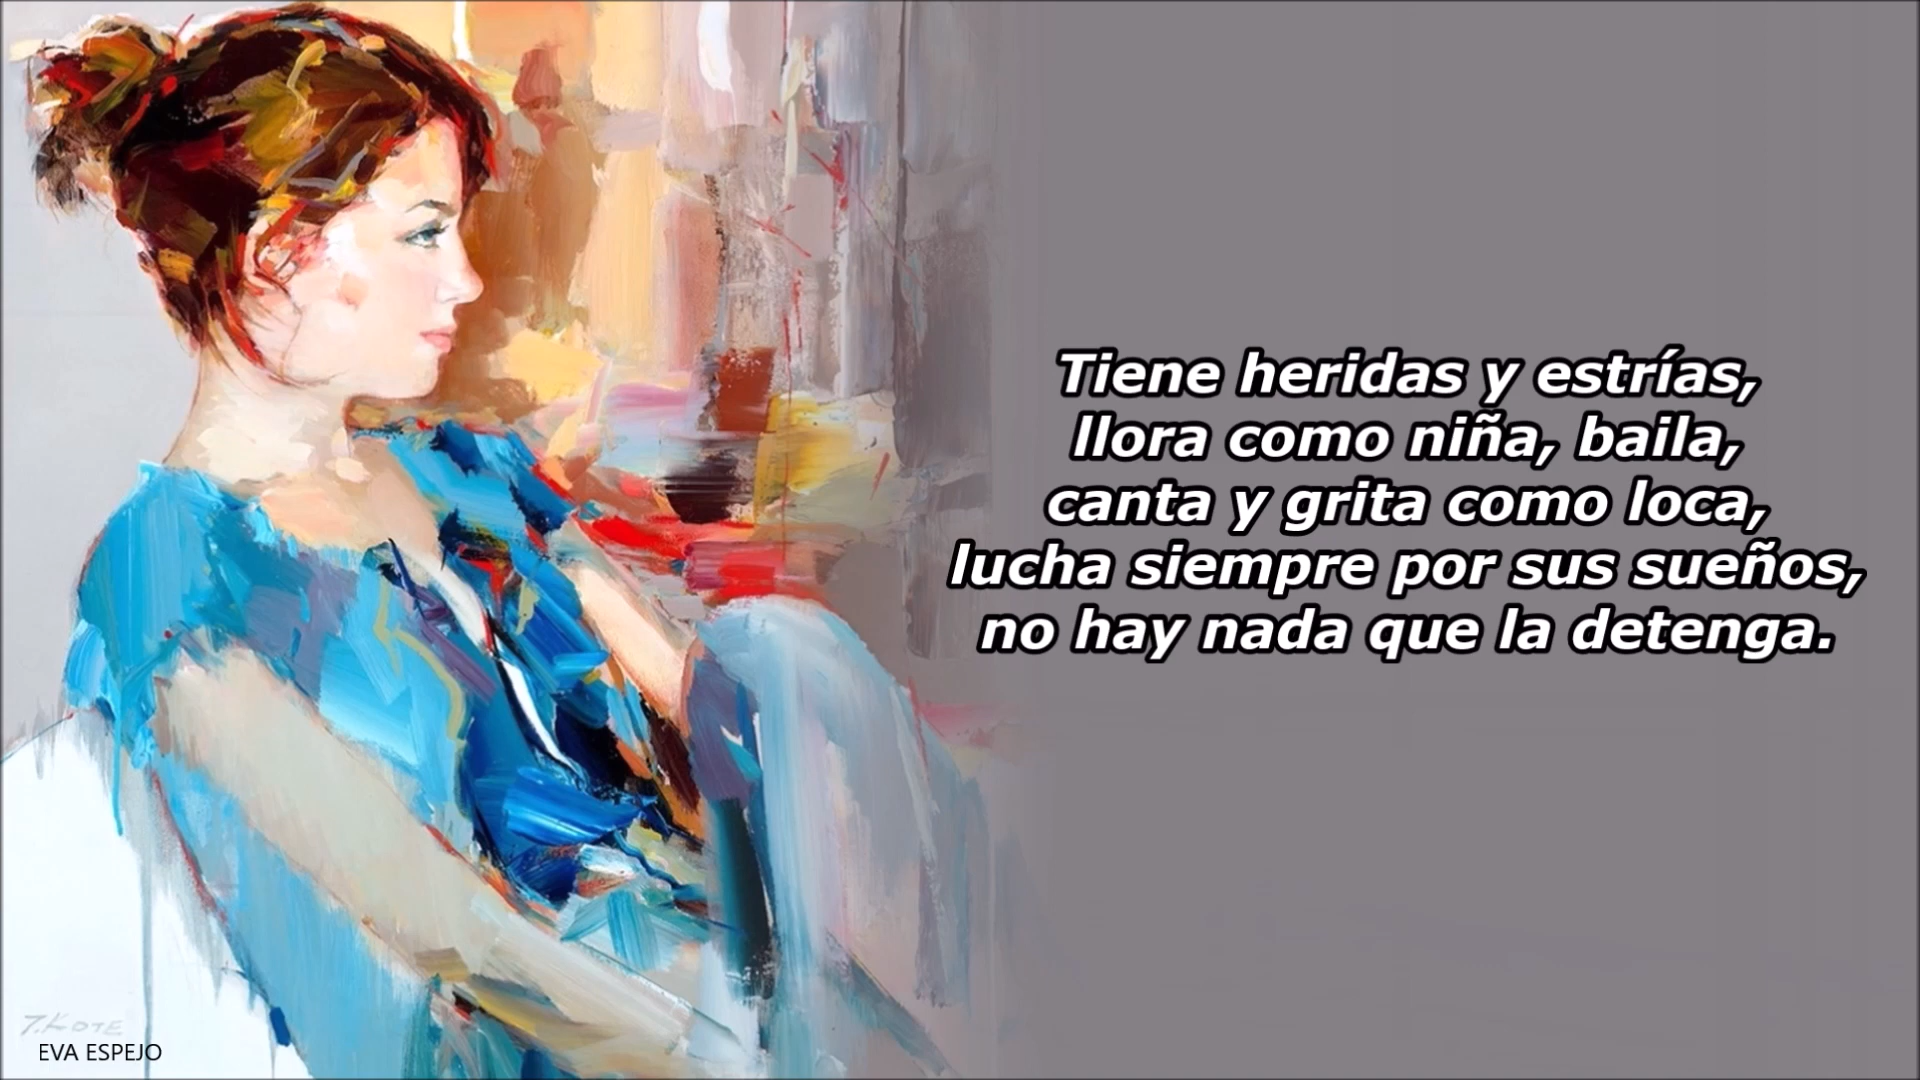 Tiene heridas y estrías,
llora como niña, baila,
canta y grita como loca,
lucha siempre por sus sueños,
no hay nada que la detenga.
T. KOTE
EVA ESPEJO